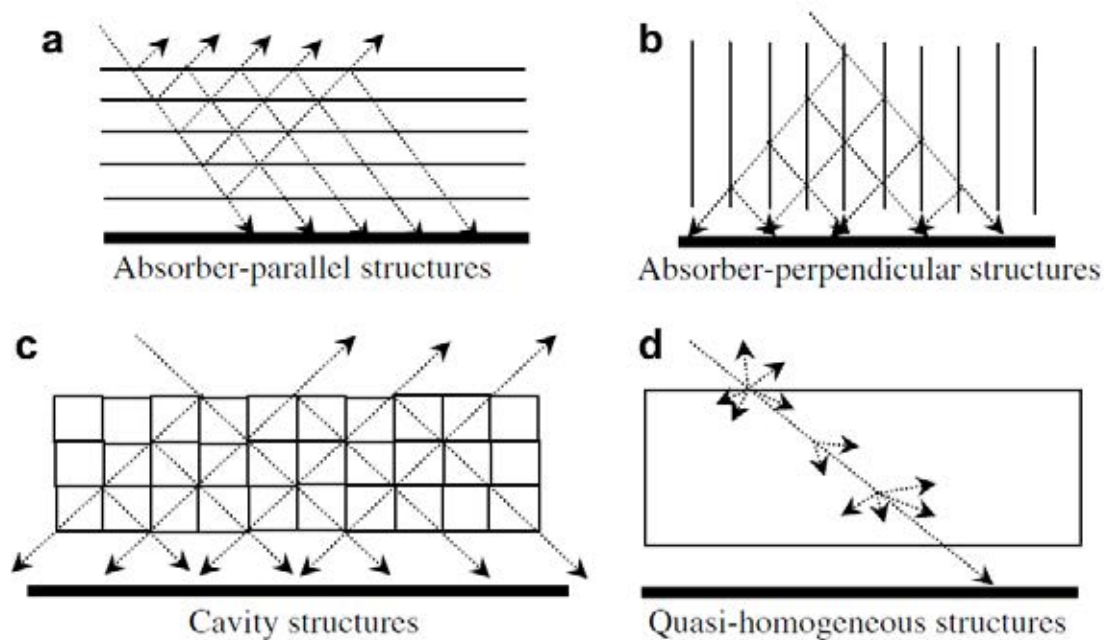 a
b
Absorber-parallel structures
Absorber-perpendicular structures
c
d
Cavity structures
Quasi-homogeneous structures